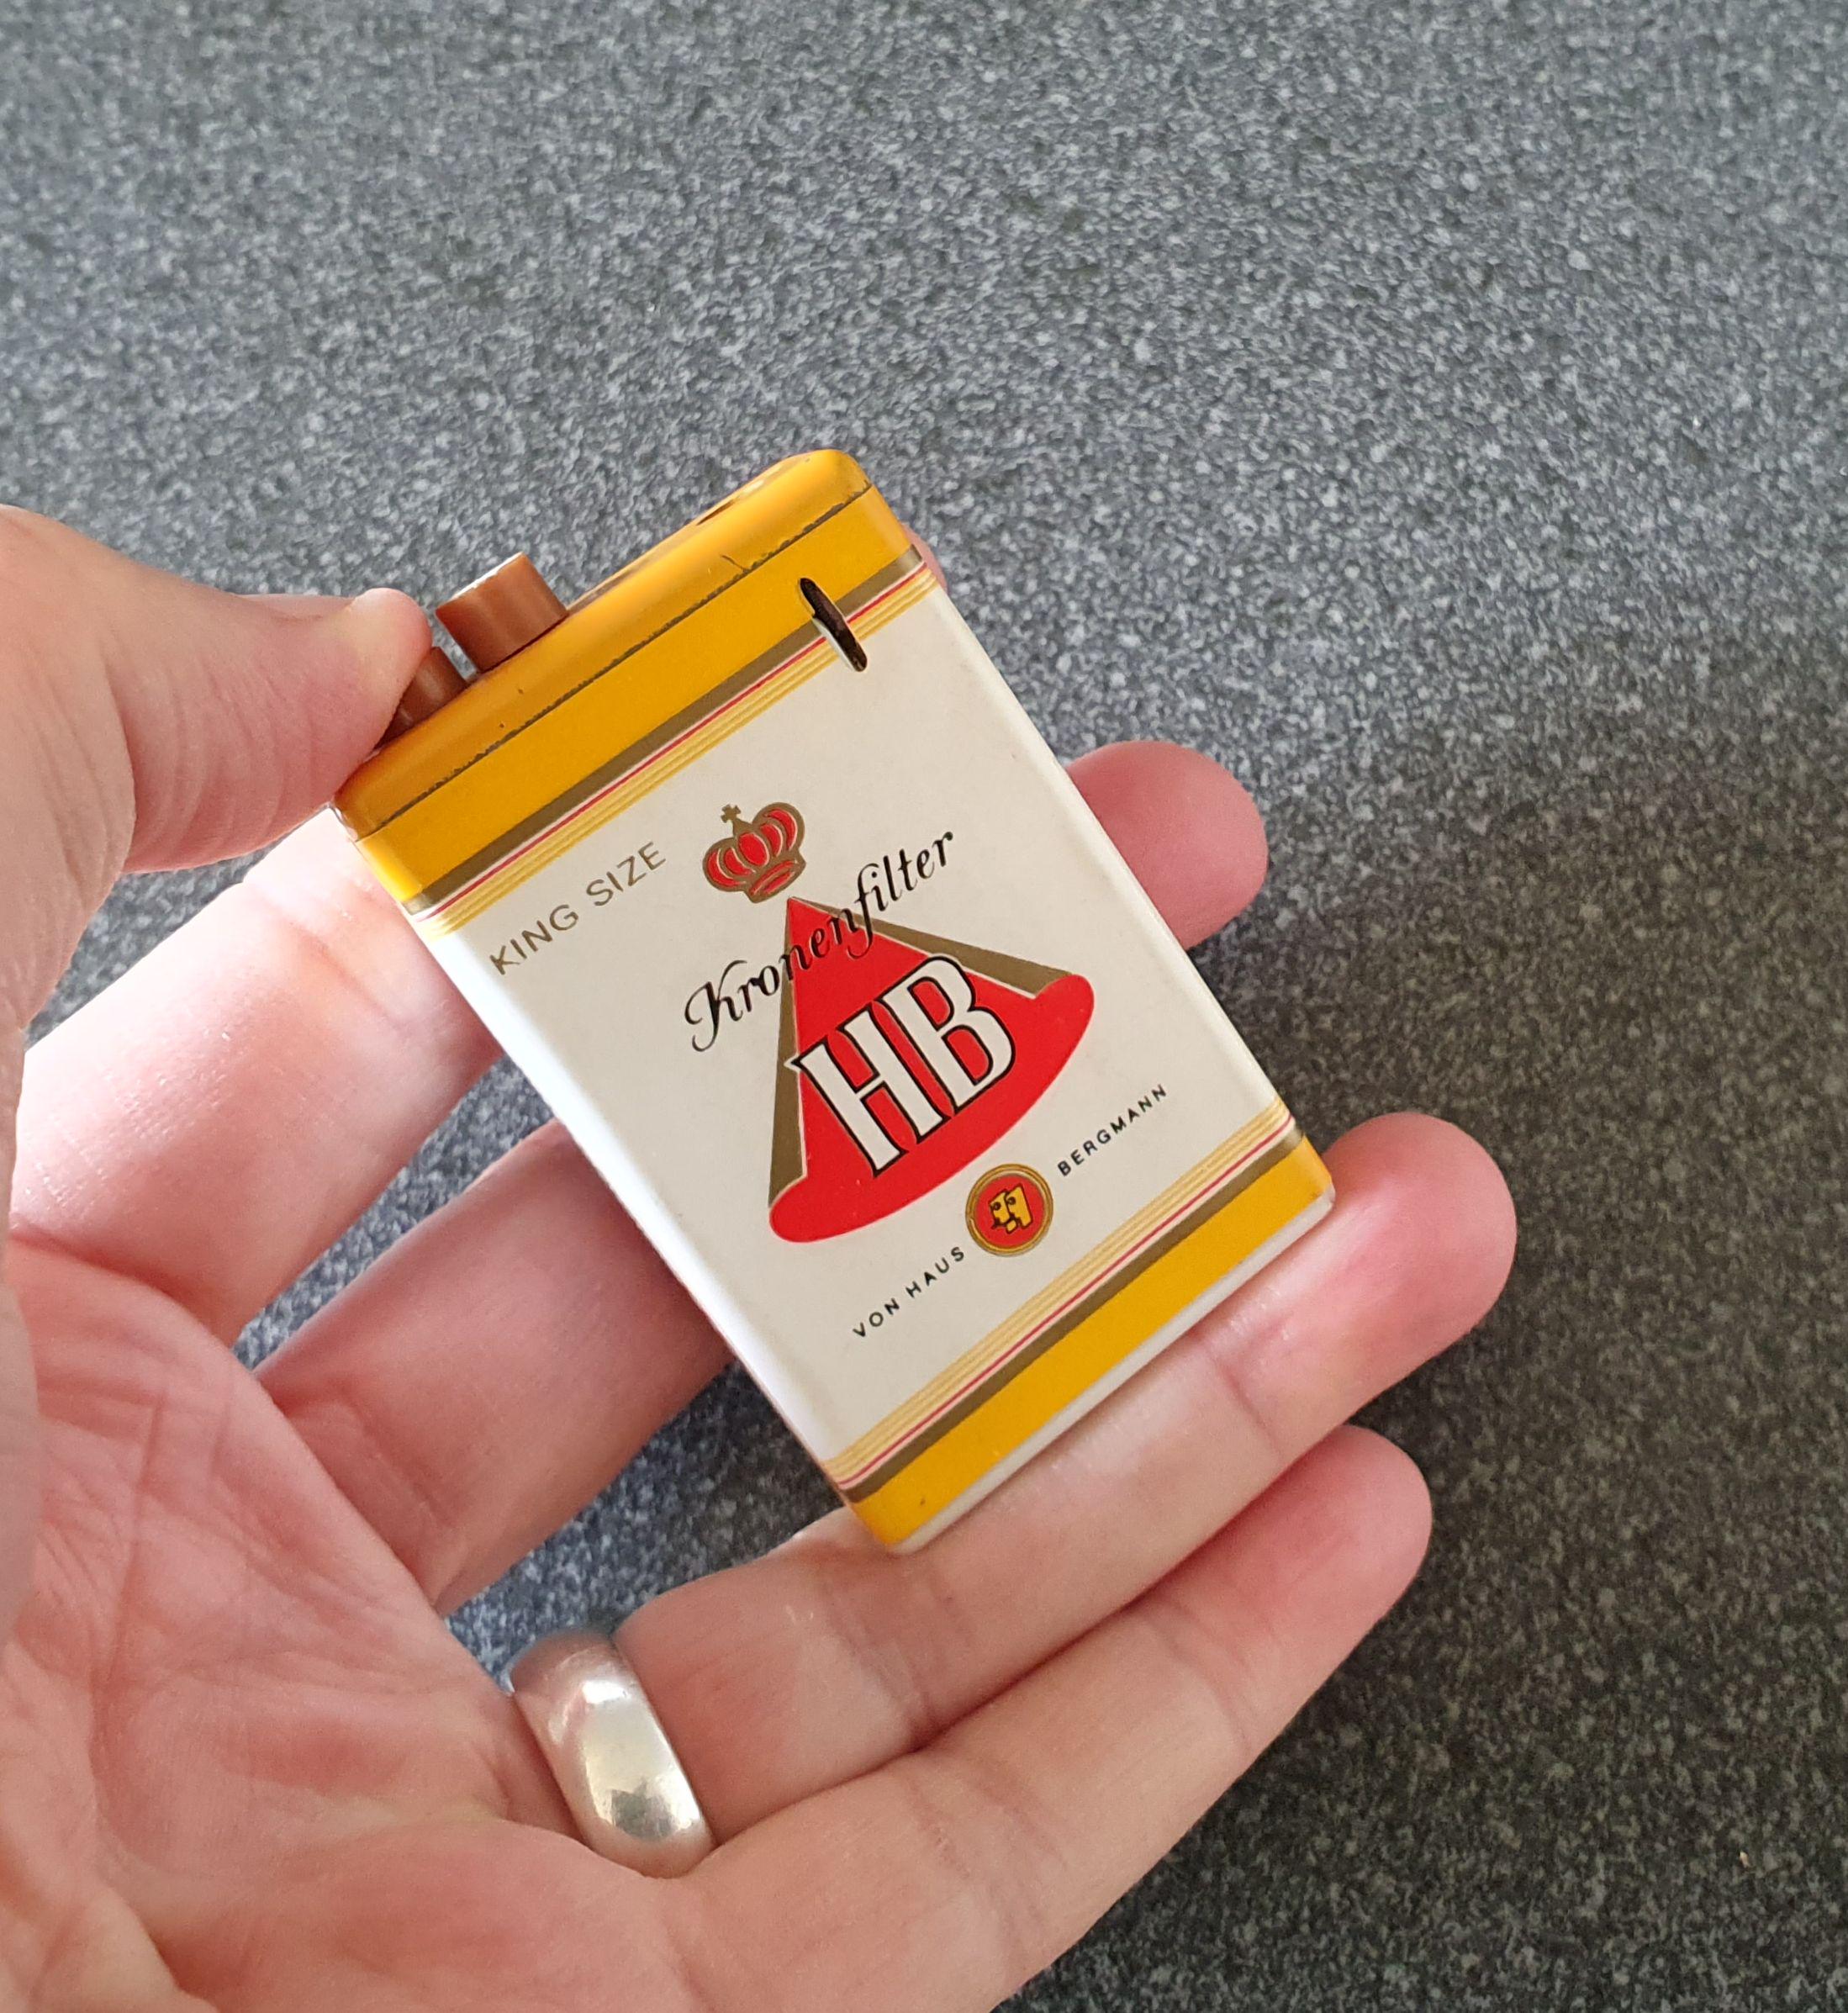 KING SIZE
Kronenfilter
HB
VON HAUS BERGMANN